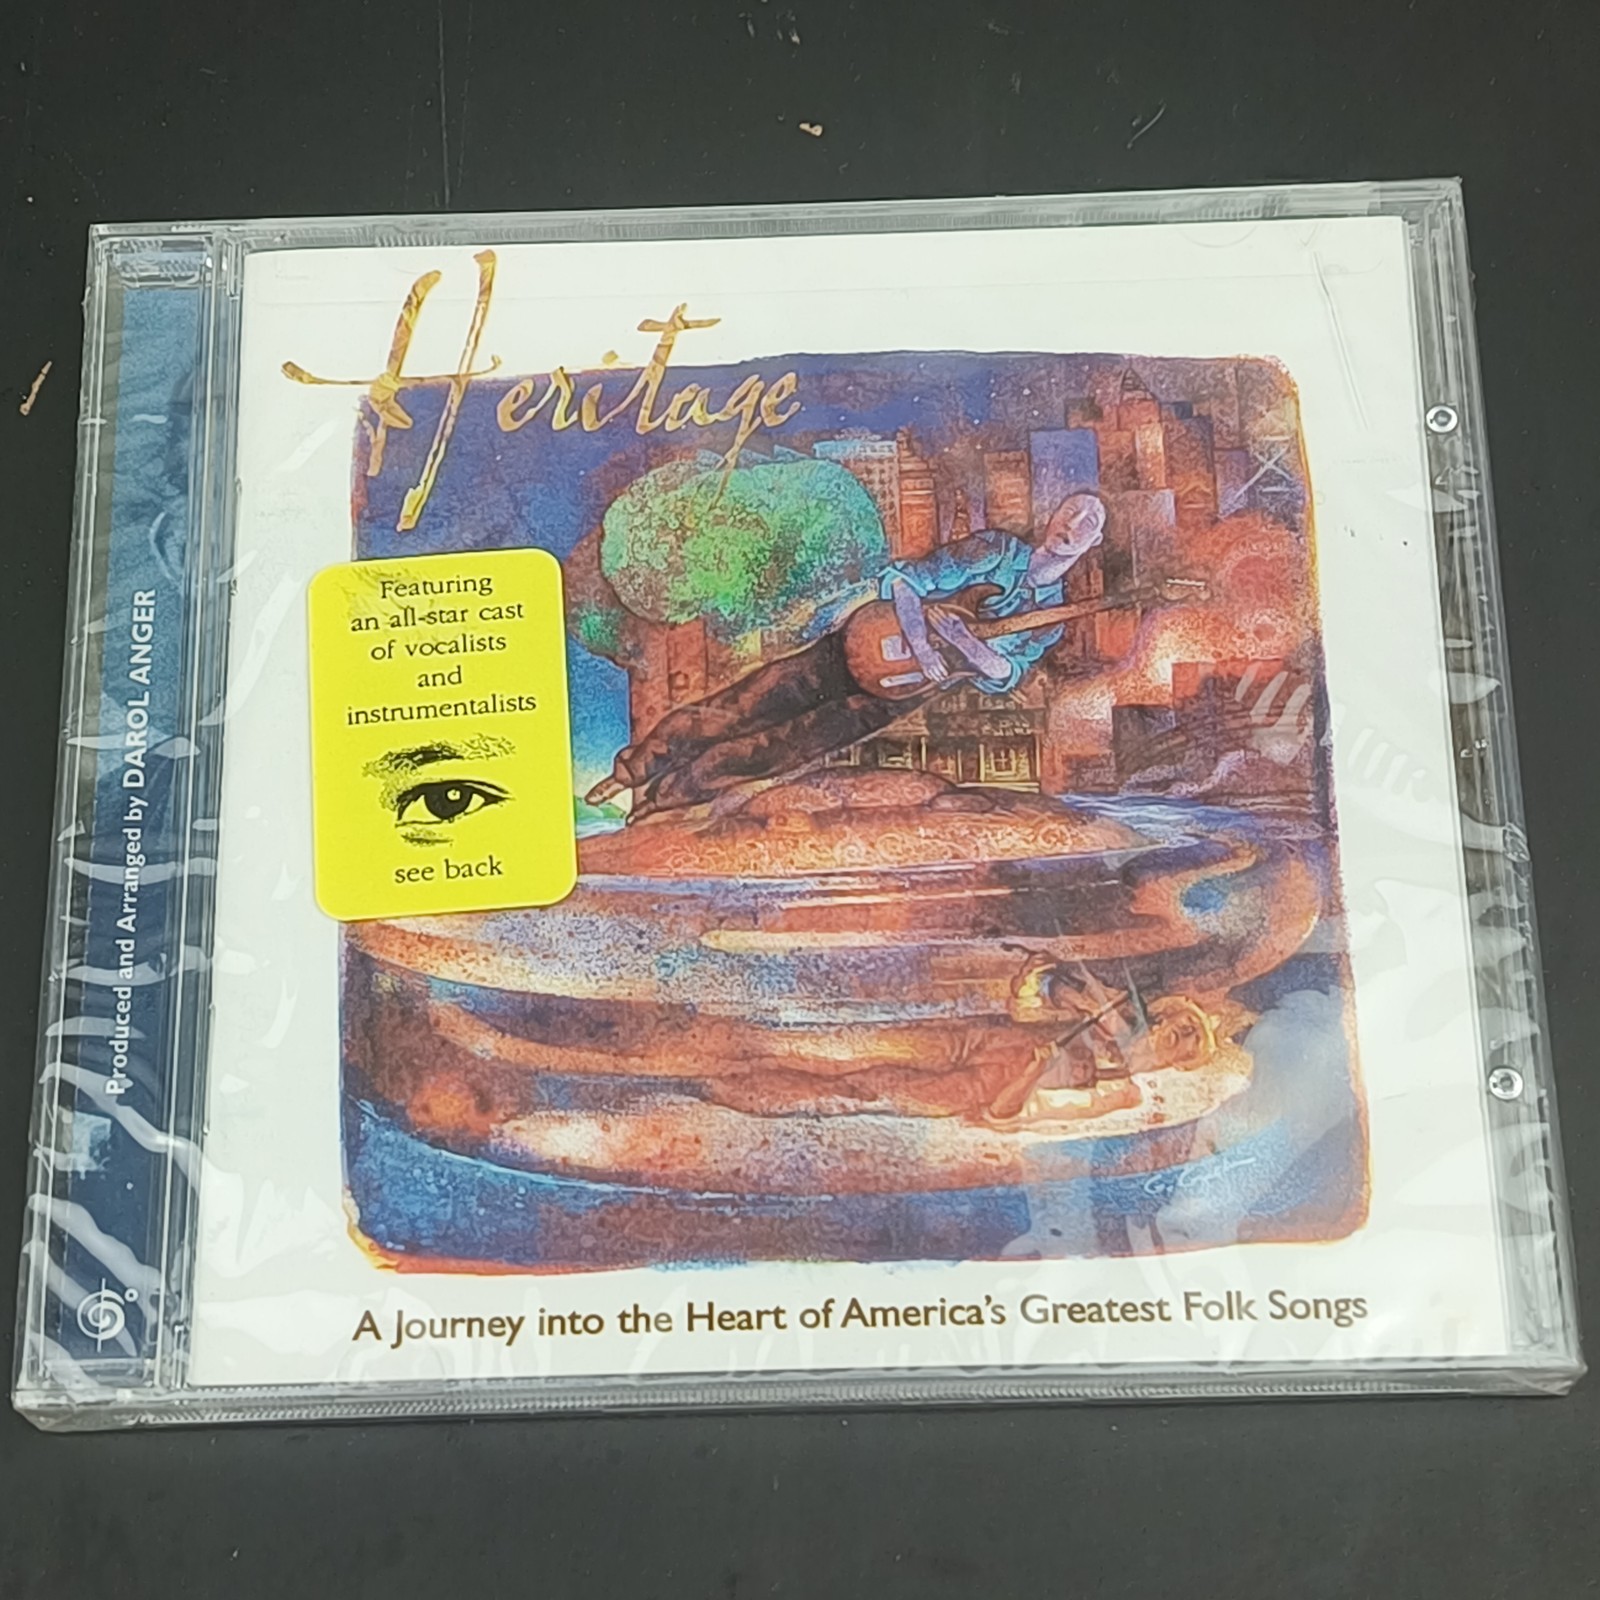 Heritage
Featuring
an all-star cast
of vocalists
and
instrumentalists
see back
Produced and Arranged by DAROL ANGER
A Journey into the Heart of America's Greatest Folk Songs